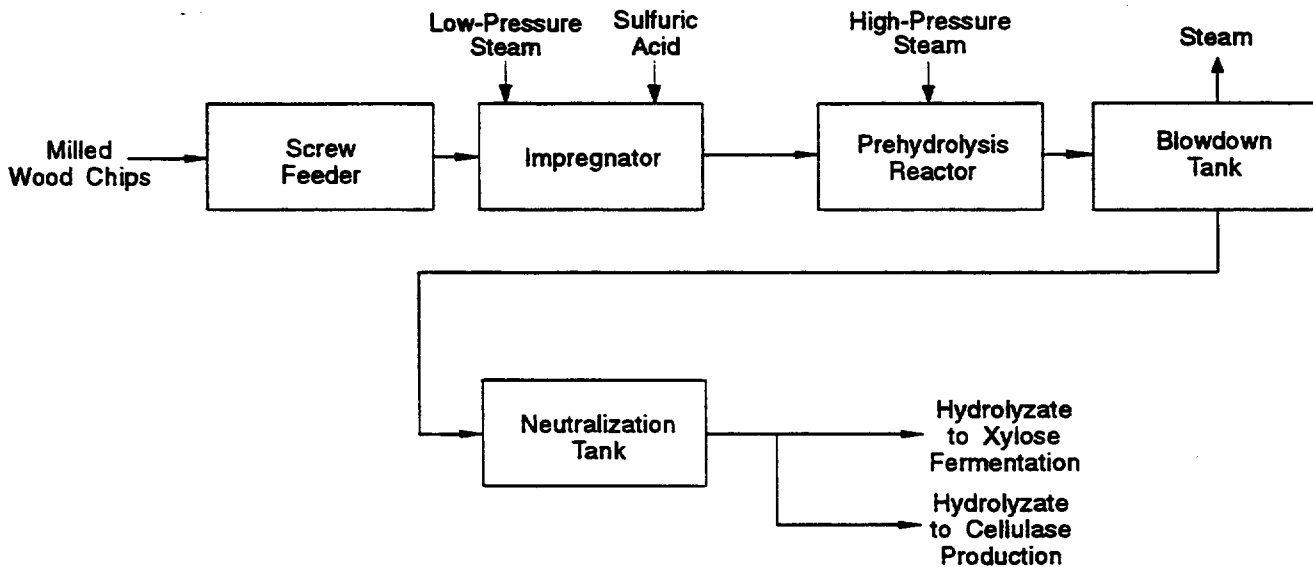 Low-Pressure
Steam
Sulfuric
Acid
High-Pressure
Steam
Steam
Milled
Wood Chips
Screw
Feeder
Impregnator
Prehydrolysis
Reactor
Blowdown
Tank
Neutralization
Tank
Hydrolyzate
to Xylose
Fermentation
Hydrolyzate
to Cellulase
Production